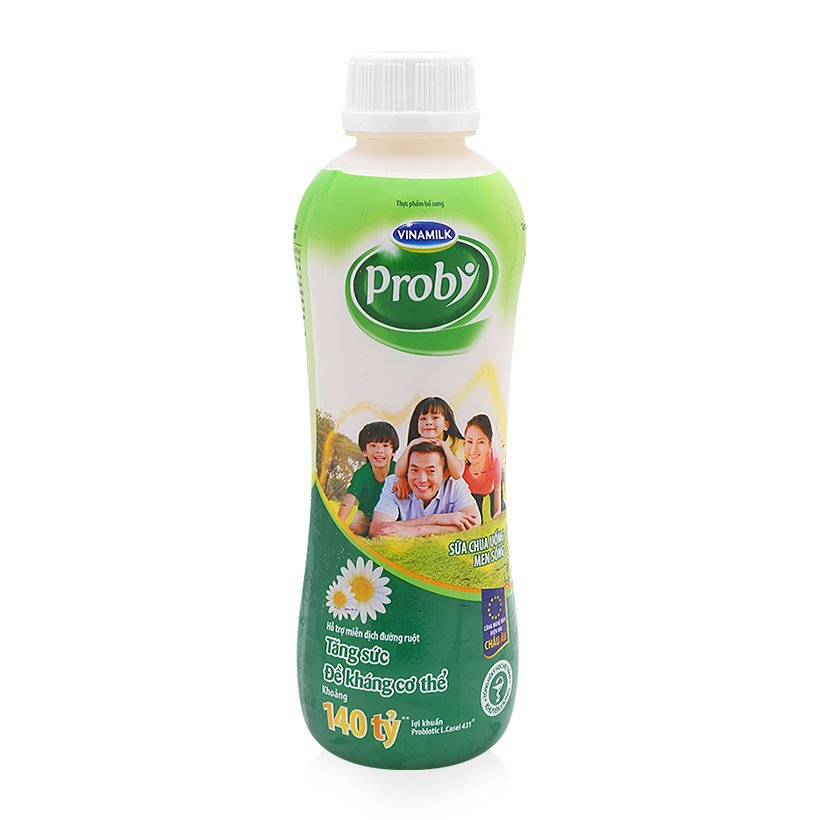 Thực phẩm bổ sung
VINAMILK
Proby
SỮA CHUA UỐNG
MEN SỐNG
CHÂU ÂU
Hỗ trợ miễn dịch đường ruột
Tăng sức
Đề kháng cơ thể
Khoảng
140 tỷ**
lợi khuẩn
Probiotic L.Casei 431®